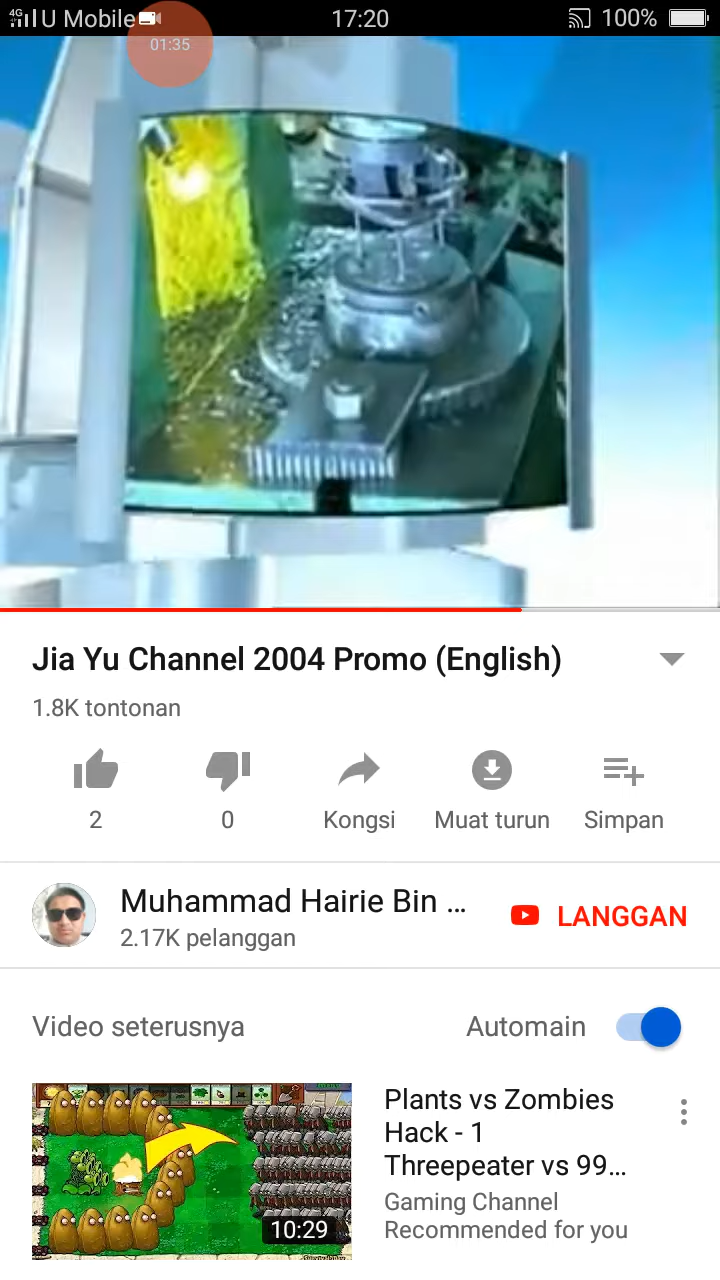 4G U Mobile 17:20 100%
01:35
Jia Yu Channel 2004 Promo (English)
1.8K tontonan
2 0 Kongsi Muat turun Simpan
Muhammad Hairie Bin ...
2.17K pelanggan
LANGGAN
Video seterusnya Automain
Plants vs Zombies
Hack - 1
Threepeater vs 99...
Gaming Channel
Recommended for you
10:29